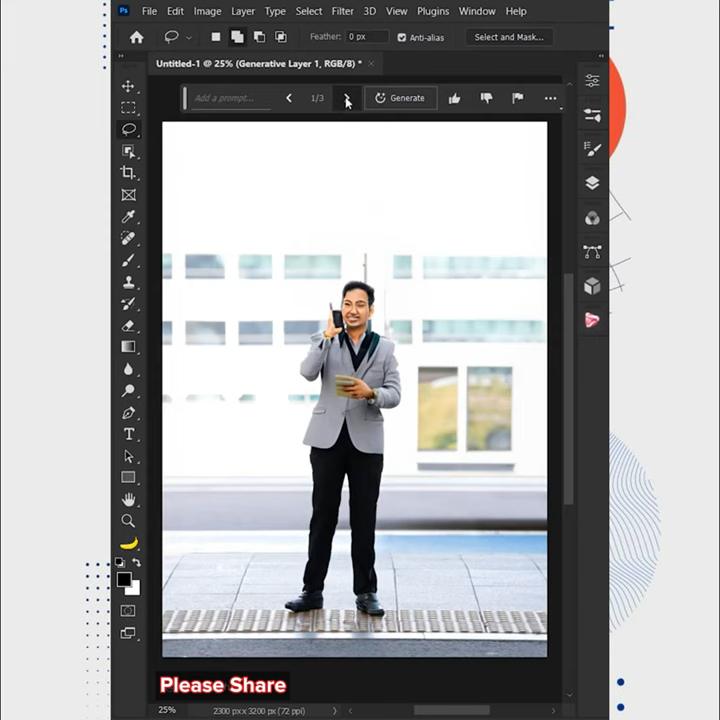 Ps File Edit Image Layer Type Select Filter 3D View Plugins Window Help
Feather: 0 px Anti-alias Select and Mask...
Untitled-1 @ 25% (Generative Layer 1, RGB/8) * ×
Add a prompt... 1/3 Generate ...
Please Share
25% 2300 px x 3200 px (72 ppi)